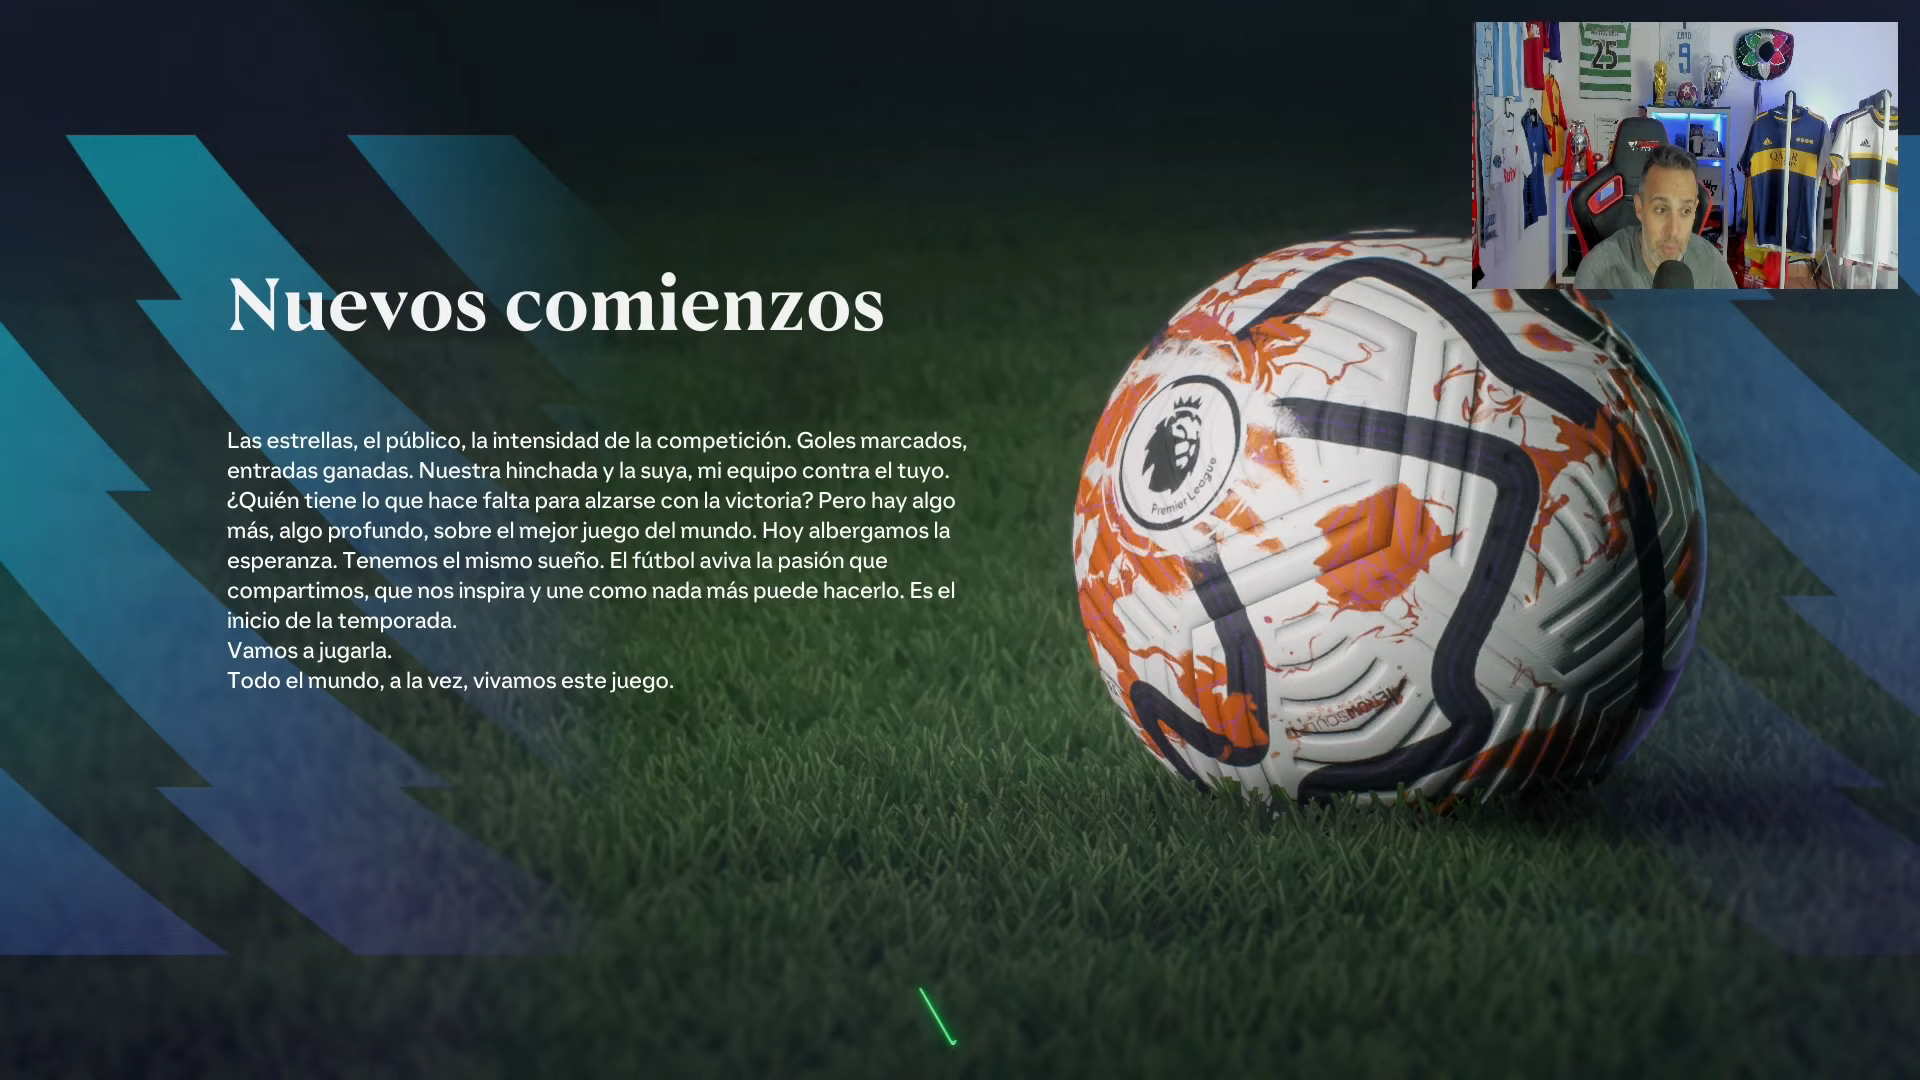 25
9
Nuevos comienzos
Las estrellas, el público, la intensidad de la competición. Goles marcados,
entradas ganadas. Nuestra hinchada y la suya, mi equipo contra el tuyo.
¿Quién tiene lo que hace falta para alzarse con la victoria? Pero hay algo
más, algo profundo, sobre el mejor juego del mundo. Hoy albergamos la
esperanza. Tenemos el mismo sueño. El fútbol aviva la pasión que
compartimos, que nos inspira y une como nada más puede hacerlo. Es el
inicio de la temporada.
Vamos a jugarla.
Todo el mundo, a la vez, vivamos este juego.
Premier League